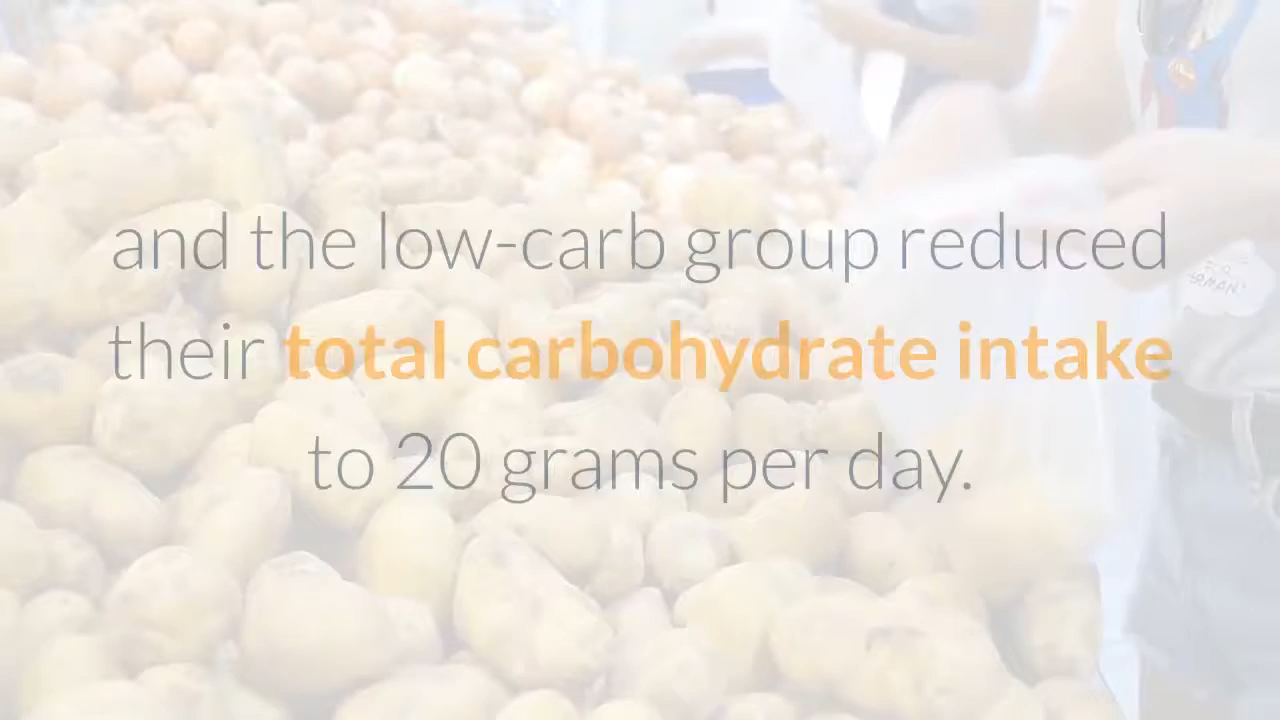 and the low-carb group reduced
their total carbohydrate intake
to 20 grams per day.